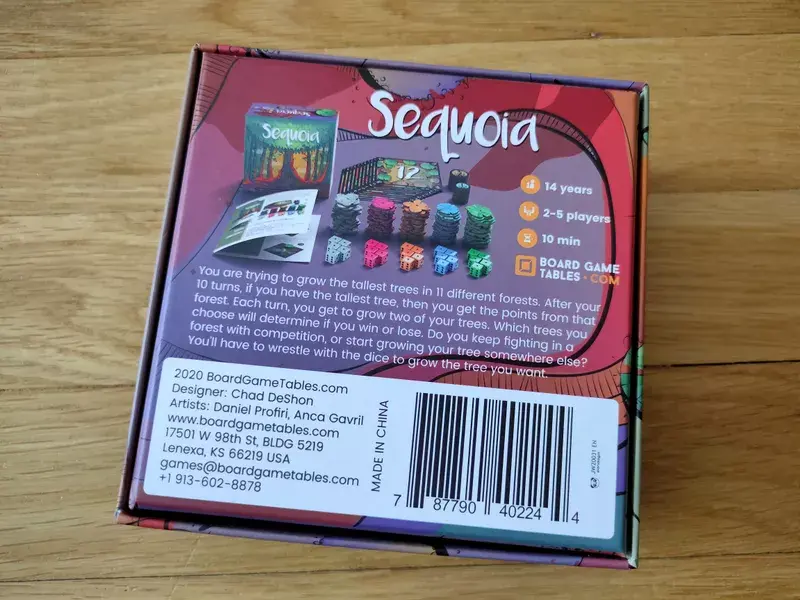 Sequoia
Sequoia
12
14 years
2-5 players
10 min
BOARD GAME
TABLES.COM
You are trying to grow the tallest trees in 11 different forests. After your
10 turns, if you have the tallest tree, then you get the points from that
forest. Each turn, you get to grow two of your trees. Which trees you
choose will determine if you win or lose. Do you keep fighting in a
forest with competition, or start growing your tree somewhere else?
You'll have to wrestle with the dice to grow the tree you want.
2020 BoardGameTables.com
Designer: Chad DeShon
Artists: Daniel Profiri, Anca Gavril
www.boardgametables.com
17501 W 98th St, BLDG 5219
Lenexa, KS 66219 USA
games@boardgametables.com
+1 913-602-8878
MADE IN CHINA
7 87790 40224 4